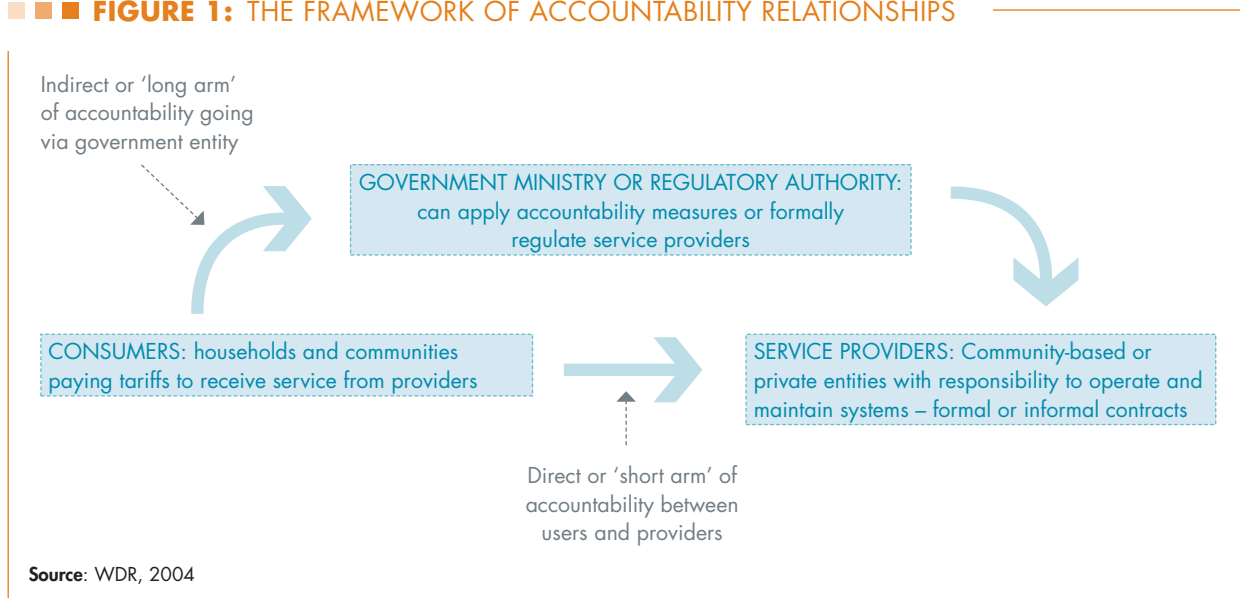 FIGURE 1: THE FRAMEWORK OF ACCOUNTABILITY RELATIONSHIPS
Indirect or ‘long arm’
of accountability going
via government entity
GOVERNMENT MINISTRY OR REGULATORY AUTHORITY:
can apply accountability measures or formally
regulate service providers
CONSUMERS: households and communities
paying tariffs to receive service from providers
SERVICE PROVIDERS: Community-based or
private entities with responsibility to operate and
maintain systems – formal or informal contracts
Direct or ‘short arm’ of
accountability between
users and providers
Source: WDR, 2004